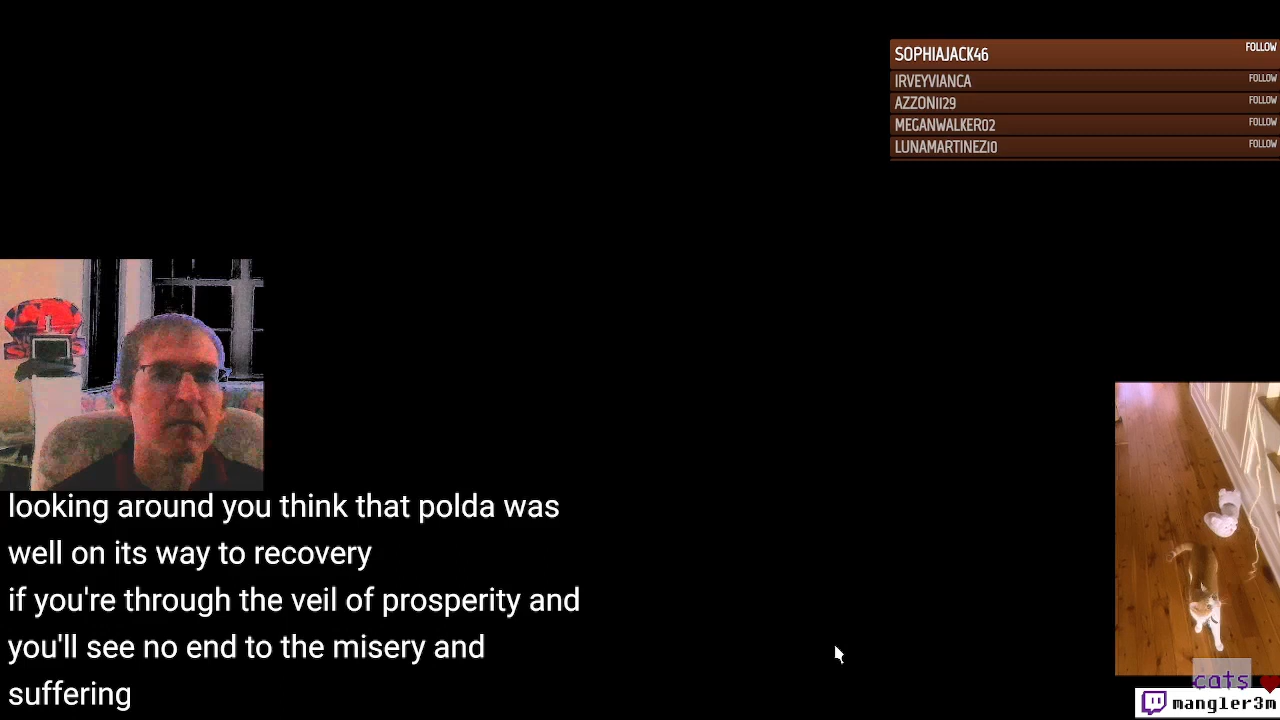 SOPHIAJACK46 FOLLOW
IRVEYVIANCA FOLLOW
AZZON1129 FOLLOW
MEGANWALKER02 FOLLOW
LUNAMARTINEZ10 FOLLOW
looking around you think that polda was
well on its way to recovery
if you're through the veil of prosperity and
you'll see no end to the misery and
suffering
cats
mangler3m